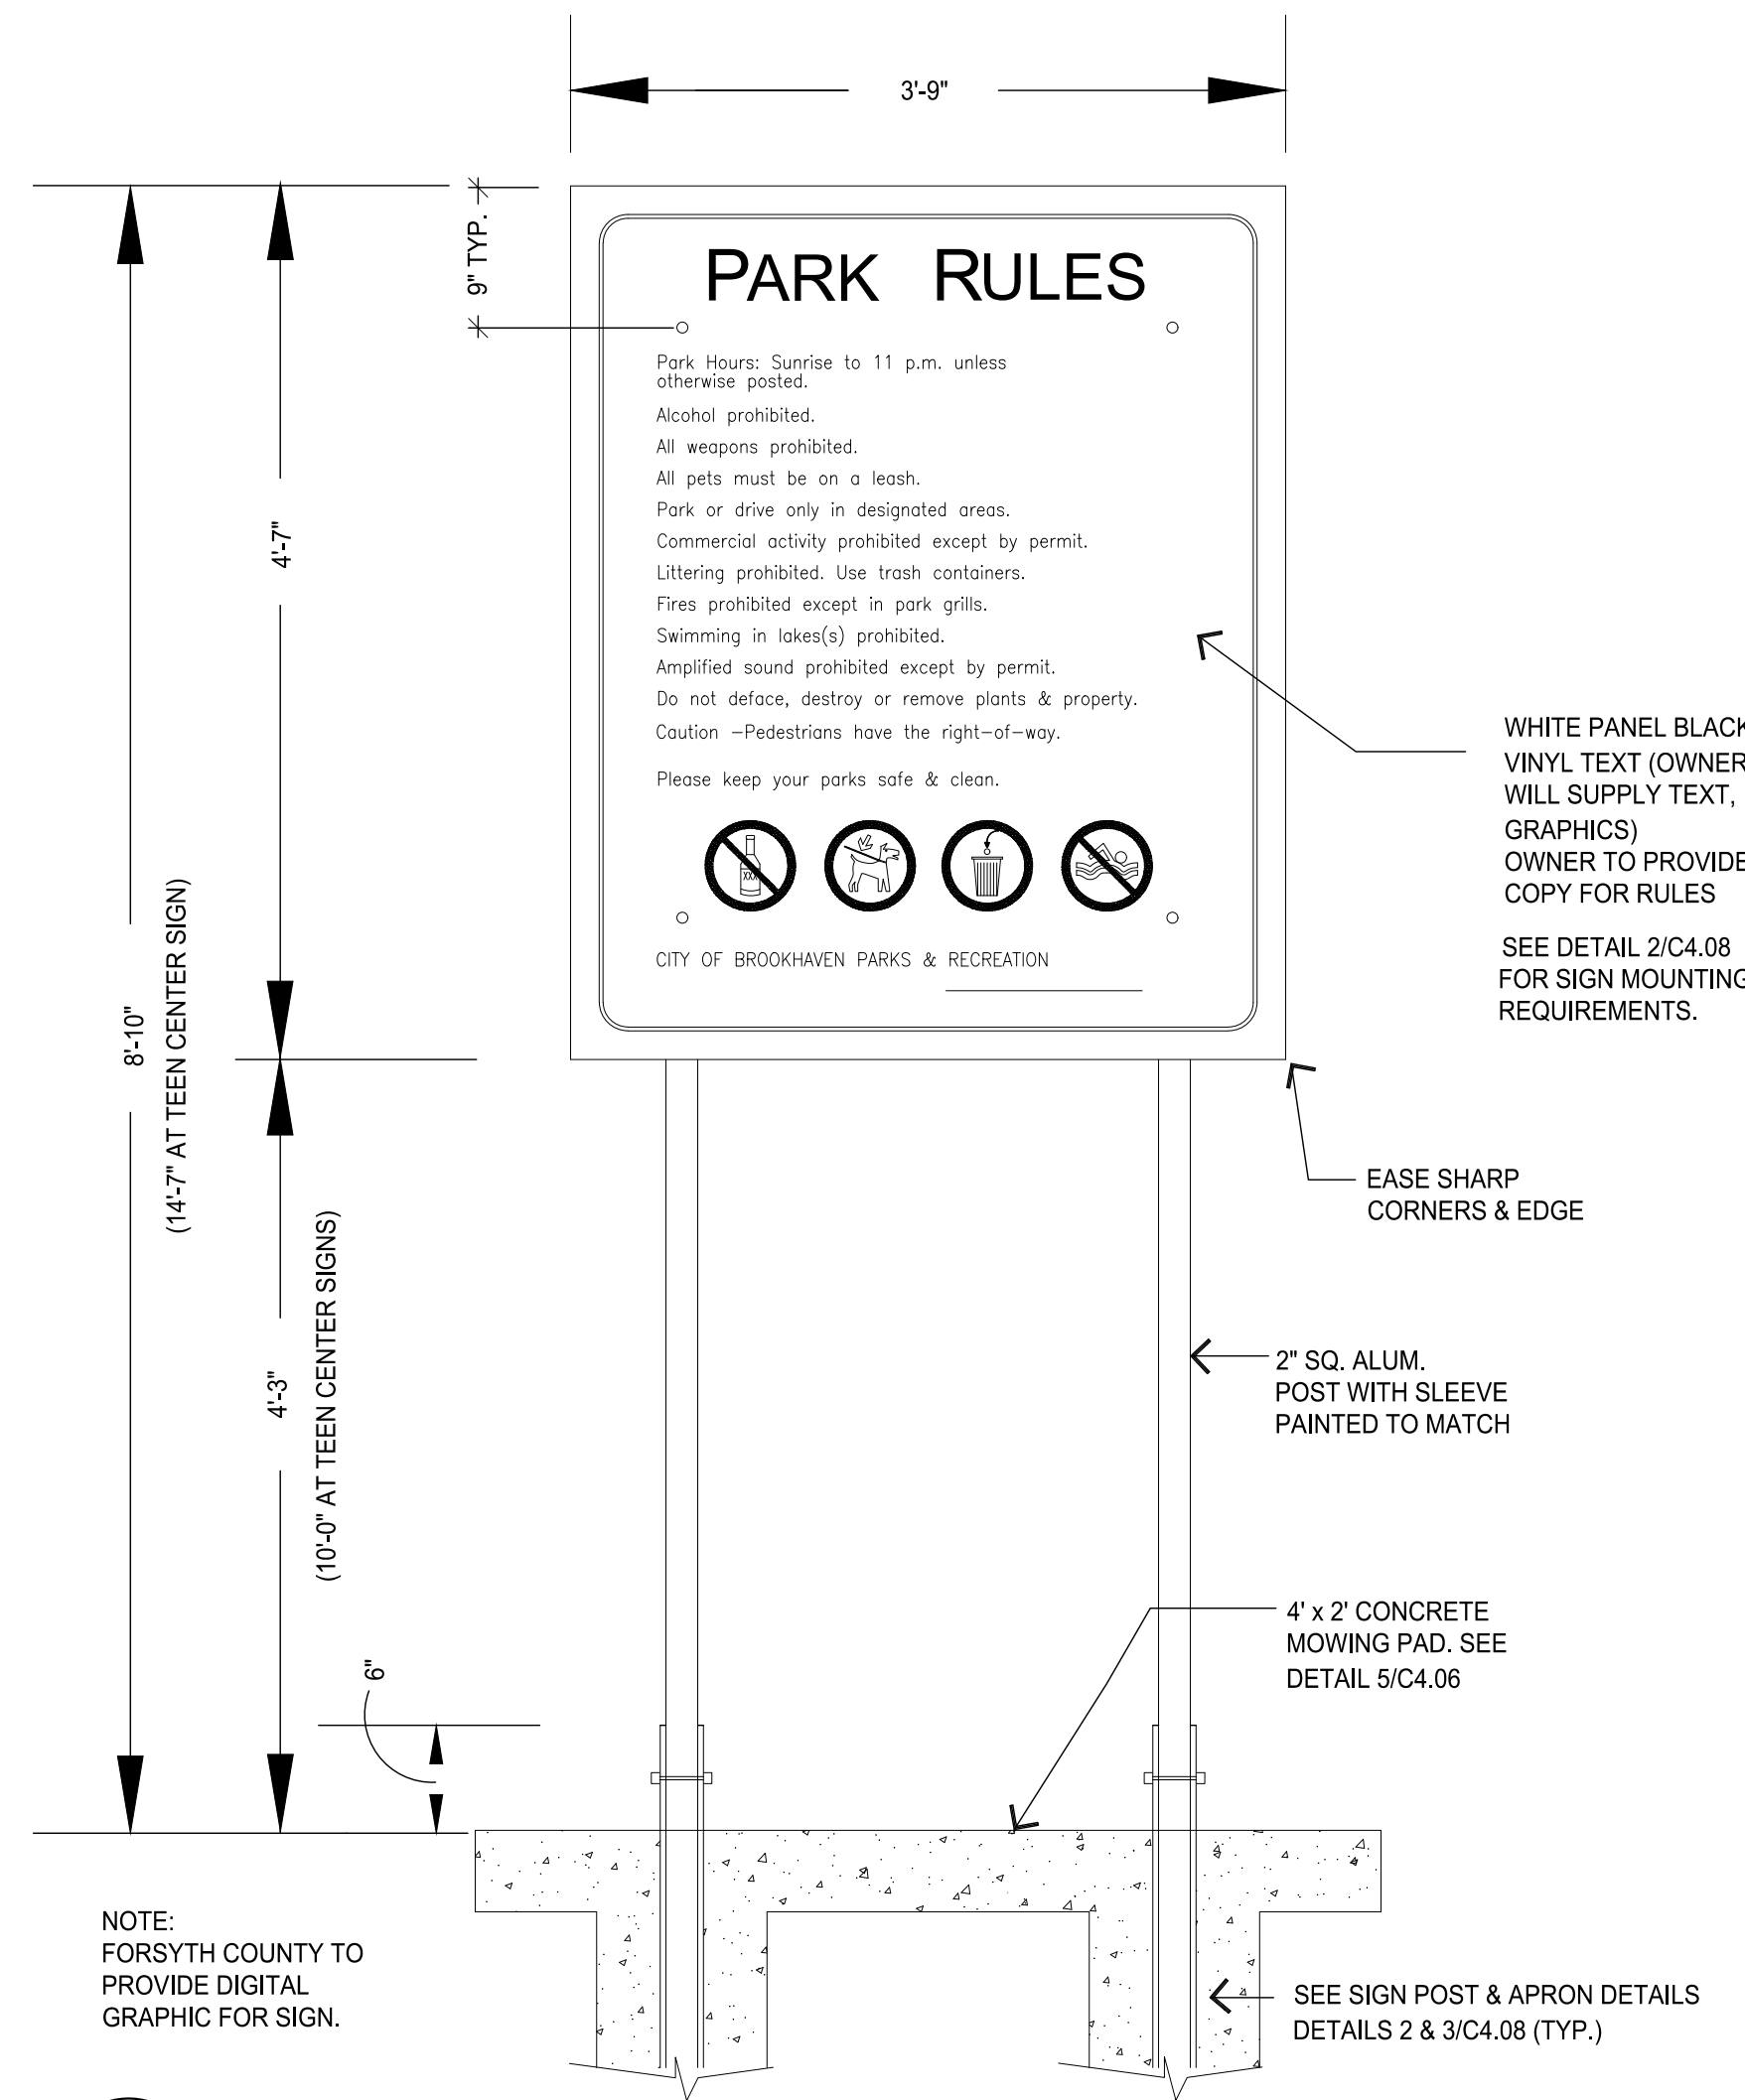 3'-9"
9" TYP.
PARK RULES
Park Hours: Sunrise to 11 p.m. unless
otherwise posted.
Alcohol prohibited.
All weapons prohibited.
All pets must be on a leash.
Park or drive only in designated areas.
Commercial activity prohibited except by permit.
Littering prohibited. Use trash containers.
Fires prohibited except in park grills.
Swimming in lakes(s) prohibited.
Amplified sound prohibited except by permit.
Do not deface, destroy or remove plants & property.
Caution –Pedestrians have the right–of–way.
Please keep your parks safe & clean.
XXX
CITY OF BROOKHAVEN PARKS & RECREATION
4'-7"
8'-10"
(14'-7" AT TEEN CENTER SIGN)
4'-3"
(10'-0" AT TEEN CENTER SIGNS)
6"
WHITE PANEL BLACK
VINYL TEXT (OWNER
WILL SUPPLY TEXT,
GRAPHICS)
OWNER TO PROVIDE
COPY FOR RULES
SEE DETAIL 2/C4.08
FOR SIGN MOUNTING
REQUIREMENTS.
EASE SHARP
CORNERS & EDGE
2" SQ. ALUM.
POST WITH SLEEVE
PAINTED TO MATCH
4' x 2' CONCRETE
MOWING PAD. SEE
DETAIL 5/C4.06
NOTE:
FORSYTH COUNTY TO
PROVIDE DIGITAL
GRAPHIC FOR SIGN.
SEE SIGN POST & APRON DETAILS
DETAILS 2 & 3/C4.08 (TYP.)